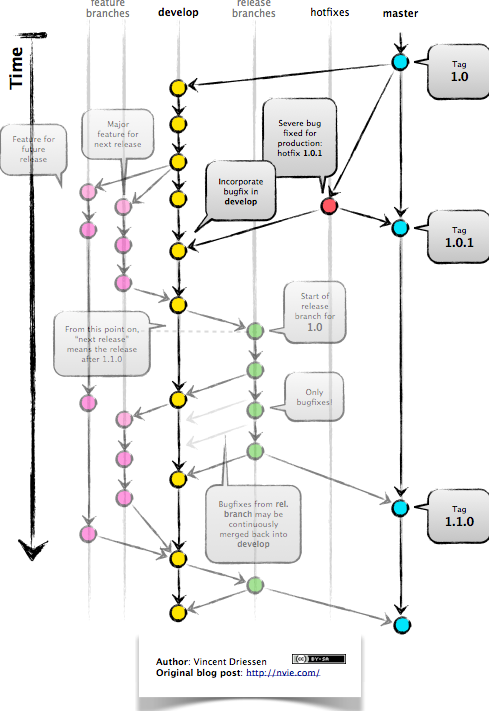 feature
branches
develop
release
branches
hotfixes
master
Time
Tag
1.0
Feature for
future
release
Major
feature for
next release
Severe bug
fixed for
production:
hotfix 1.0.1
Incorporate
bugfix in
develop
Tag
1.0.1
Start of
release
branch for
1.0
From this point on,
"next release"
means the release
after 1.1.0
Only
bugfixes!
Bugfixes from rel.
branch may be
continuously
merged back into
develop
Tag
1.1.0
Author: Vincent Driessen
Original blog post: http://nvie.com/
(cc) BY-SA